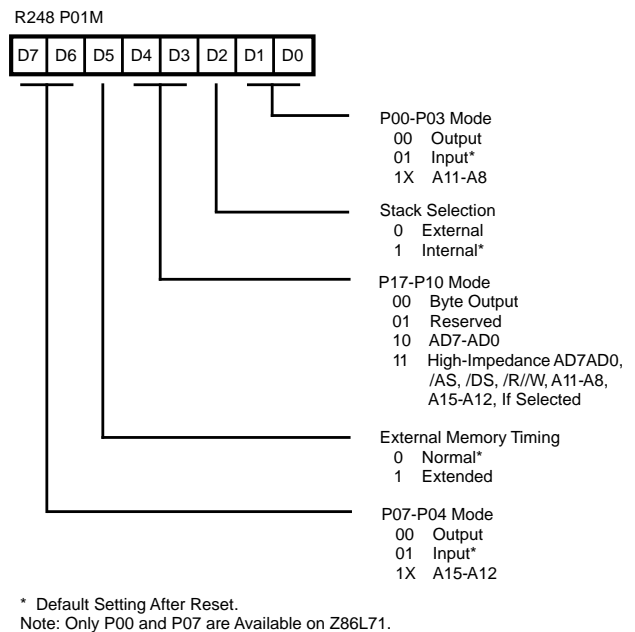 R248 P01M
D7 D6 D5 D4 D3 D2 D1 D0
P00-P03 Mode
00 Output
01 Input*
1X A11-A8
Stack Selection
0 External
1 Internal*
P17-P10 Mode
00 Byte Output
01 Reserved
10 AD7-AD0
11 High-Impedance AD7AD0,
/AS, /DS, /R//W, A11-A8,
A15-A12, If Selected
External Memory Timing
0 Normal*
1 Extended
P07-P04 Mode
00 Output
01 Input*
1X A15-A12
* Default Setting After Reset.
Note: Only P00 and P07 are Available on Z86L71.